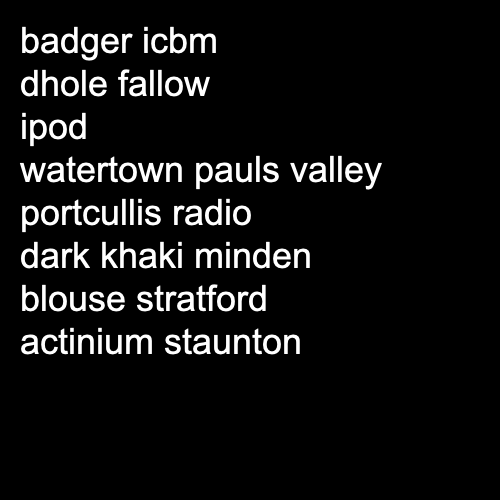 badger icbm
dhole fallow
ipod
watertown pauls valley
portcullis radio
dark khaki minden
blouse stratford
actinium staunton